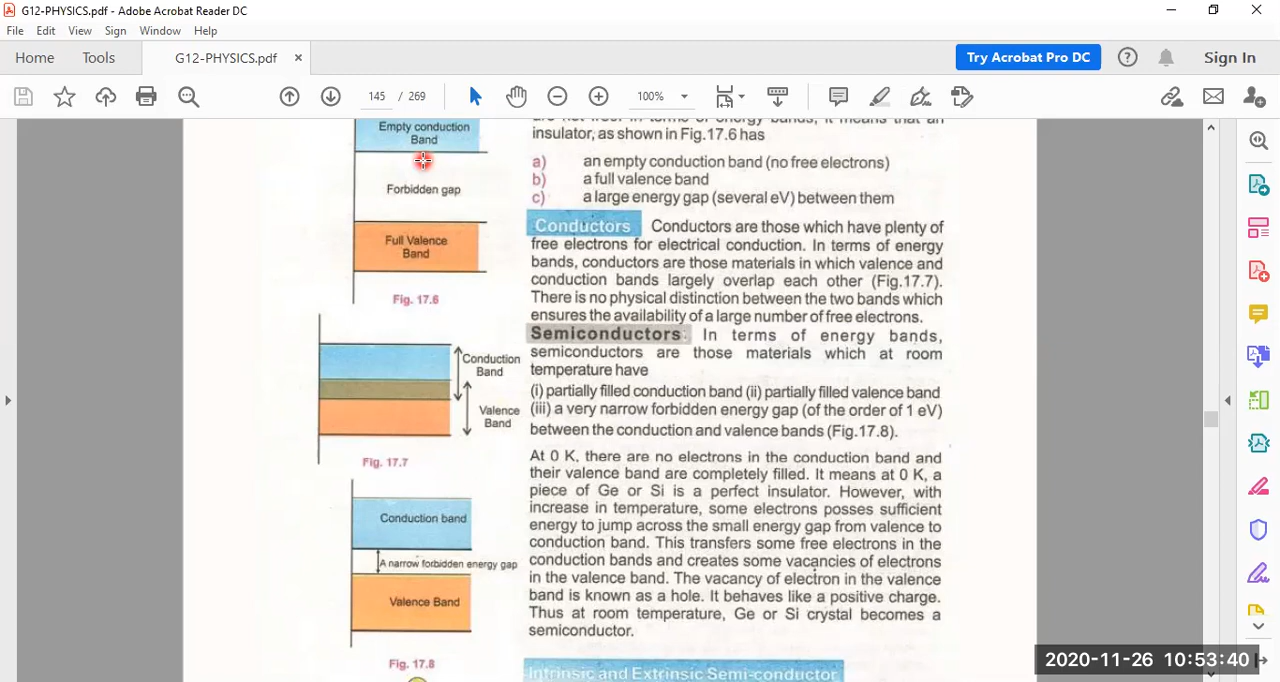 G12-PHYSICS.pdf - Adobe Acrobat Reader DC
File Edit View Sign Window Help
Home Tools G12-PHYSICS.pdf × Try Acrobat Pro DC Sign In
145 / 269 100%
Empty conduction
Band
Forbidden gap
Full Valence
Band
Fig. 17.6
Conduction
Band
Valence
Band
Fig. 17.7
Conduction band
A narrow forbidden energy gap
Valence Band
Fig. 17.8
are not free. In terms of energy bands, it means that an
insulator, as shown in Fig.17.6 has
a) an empty conduction band (no free electrons)
b) a full valence band
c) a large energy gap (several eV) between them
Conductors Conductors are those which have plenty of
free electrons for electrical conduction. In terms of energy
bands, conductors are those materials in which valence and
conduction bands largely overlap each other (Fig.17.7).
There is no physical distinction between the two bands which
ensures the availability of a large number of free electrons.
Semiconductors: In terms of energy bands,
semiconductors are those materials which at room
temperature have
(i) partially filled conduction band (ii) partially filled valence band
(iii) a very narrow forbidden energy gap (of the order of 1 eV)
between the conduction and valence bands (Fig.17.8).
At 0 K, there are no electrons in the conduction band and
their valence band are completely filled. It means at 0 K, a
piece of Ge or Si is a perfect insulator. However, with
increase in temperature, some electrons posses sufficient
energy to jump across the small energy gap from valence to
conduction band. This transfers some free electrons in the
conduction bands and creates some vacancies of electrons
in the valence band. The vacancy of electron in the valence
band is known as a hole. It behaves like a positive charge.
Thus at room temperature, Ge or Si crystal becomes a
semiconductor.
Intrinsic and Extrinsic Semi-conductor
2020-11-26 10:53:40